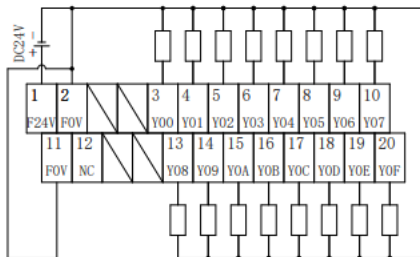 DC24V
+ -
1 2 3 4 5 6 7 8 9 10
F24V F0V Y00 Y01 Y02 Y03 Y04 Y05 Y06 Y07
11 12 13 14 15 16 17 18 19 20
F0V NC Y08 Y09 Y0A Y0B Y0C Y0D Y0E Y0F